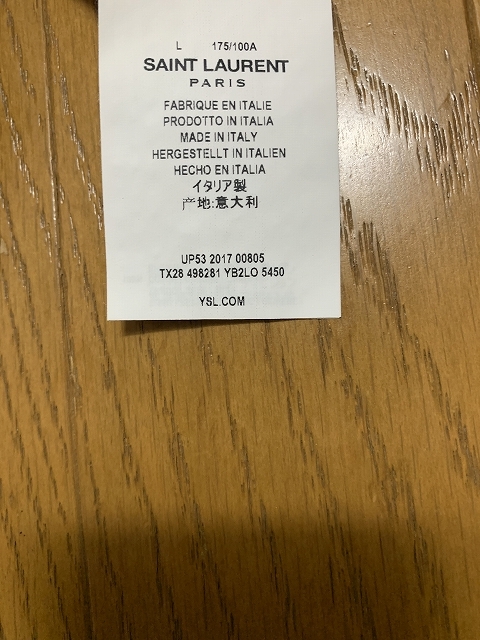 L 175/100A
SAINT LAURENT
PARIS
FABRIQUE EN ITALIE
PRODOTTO IN ITALIA
MADE IN ITALY
HERGESTELLT IN ITALIEN
HECHO EN ITALIA
イタリア製
产地:意大利
UP53 2017 00805
TX28 498281 YB2LO 5450
YSL.COM